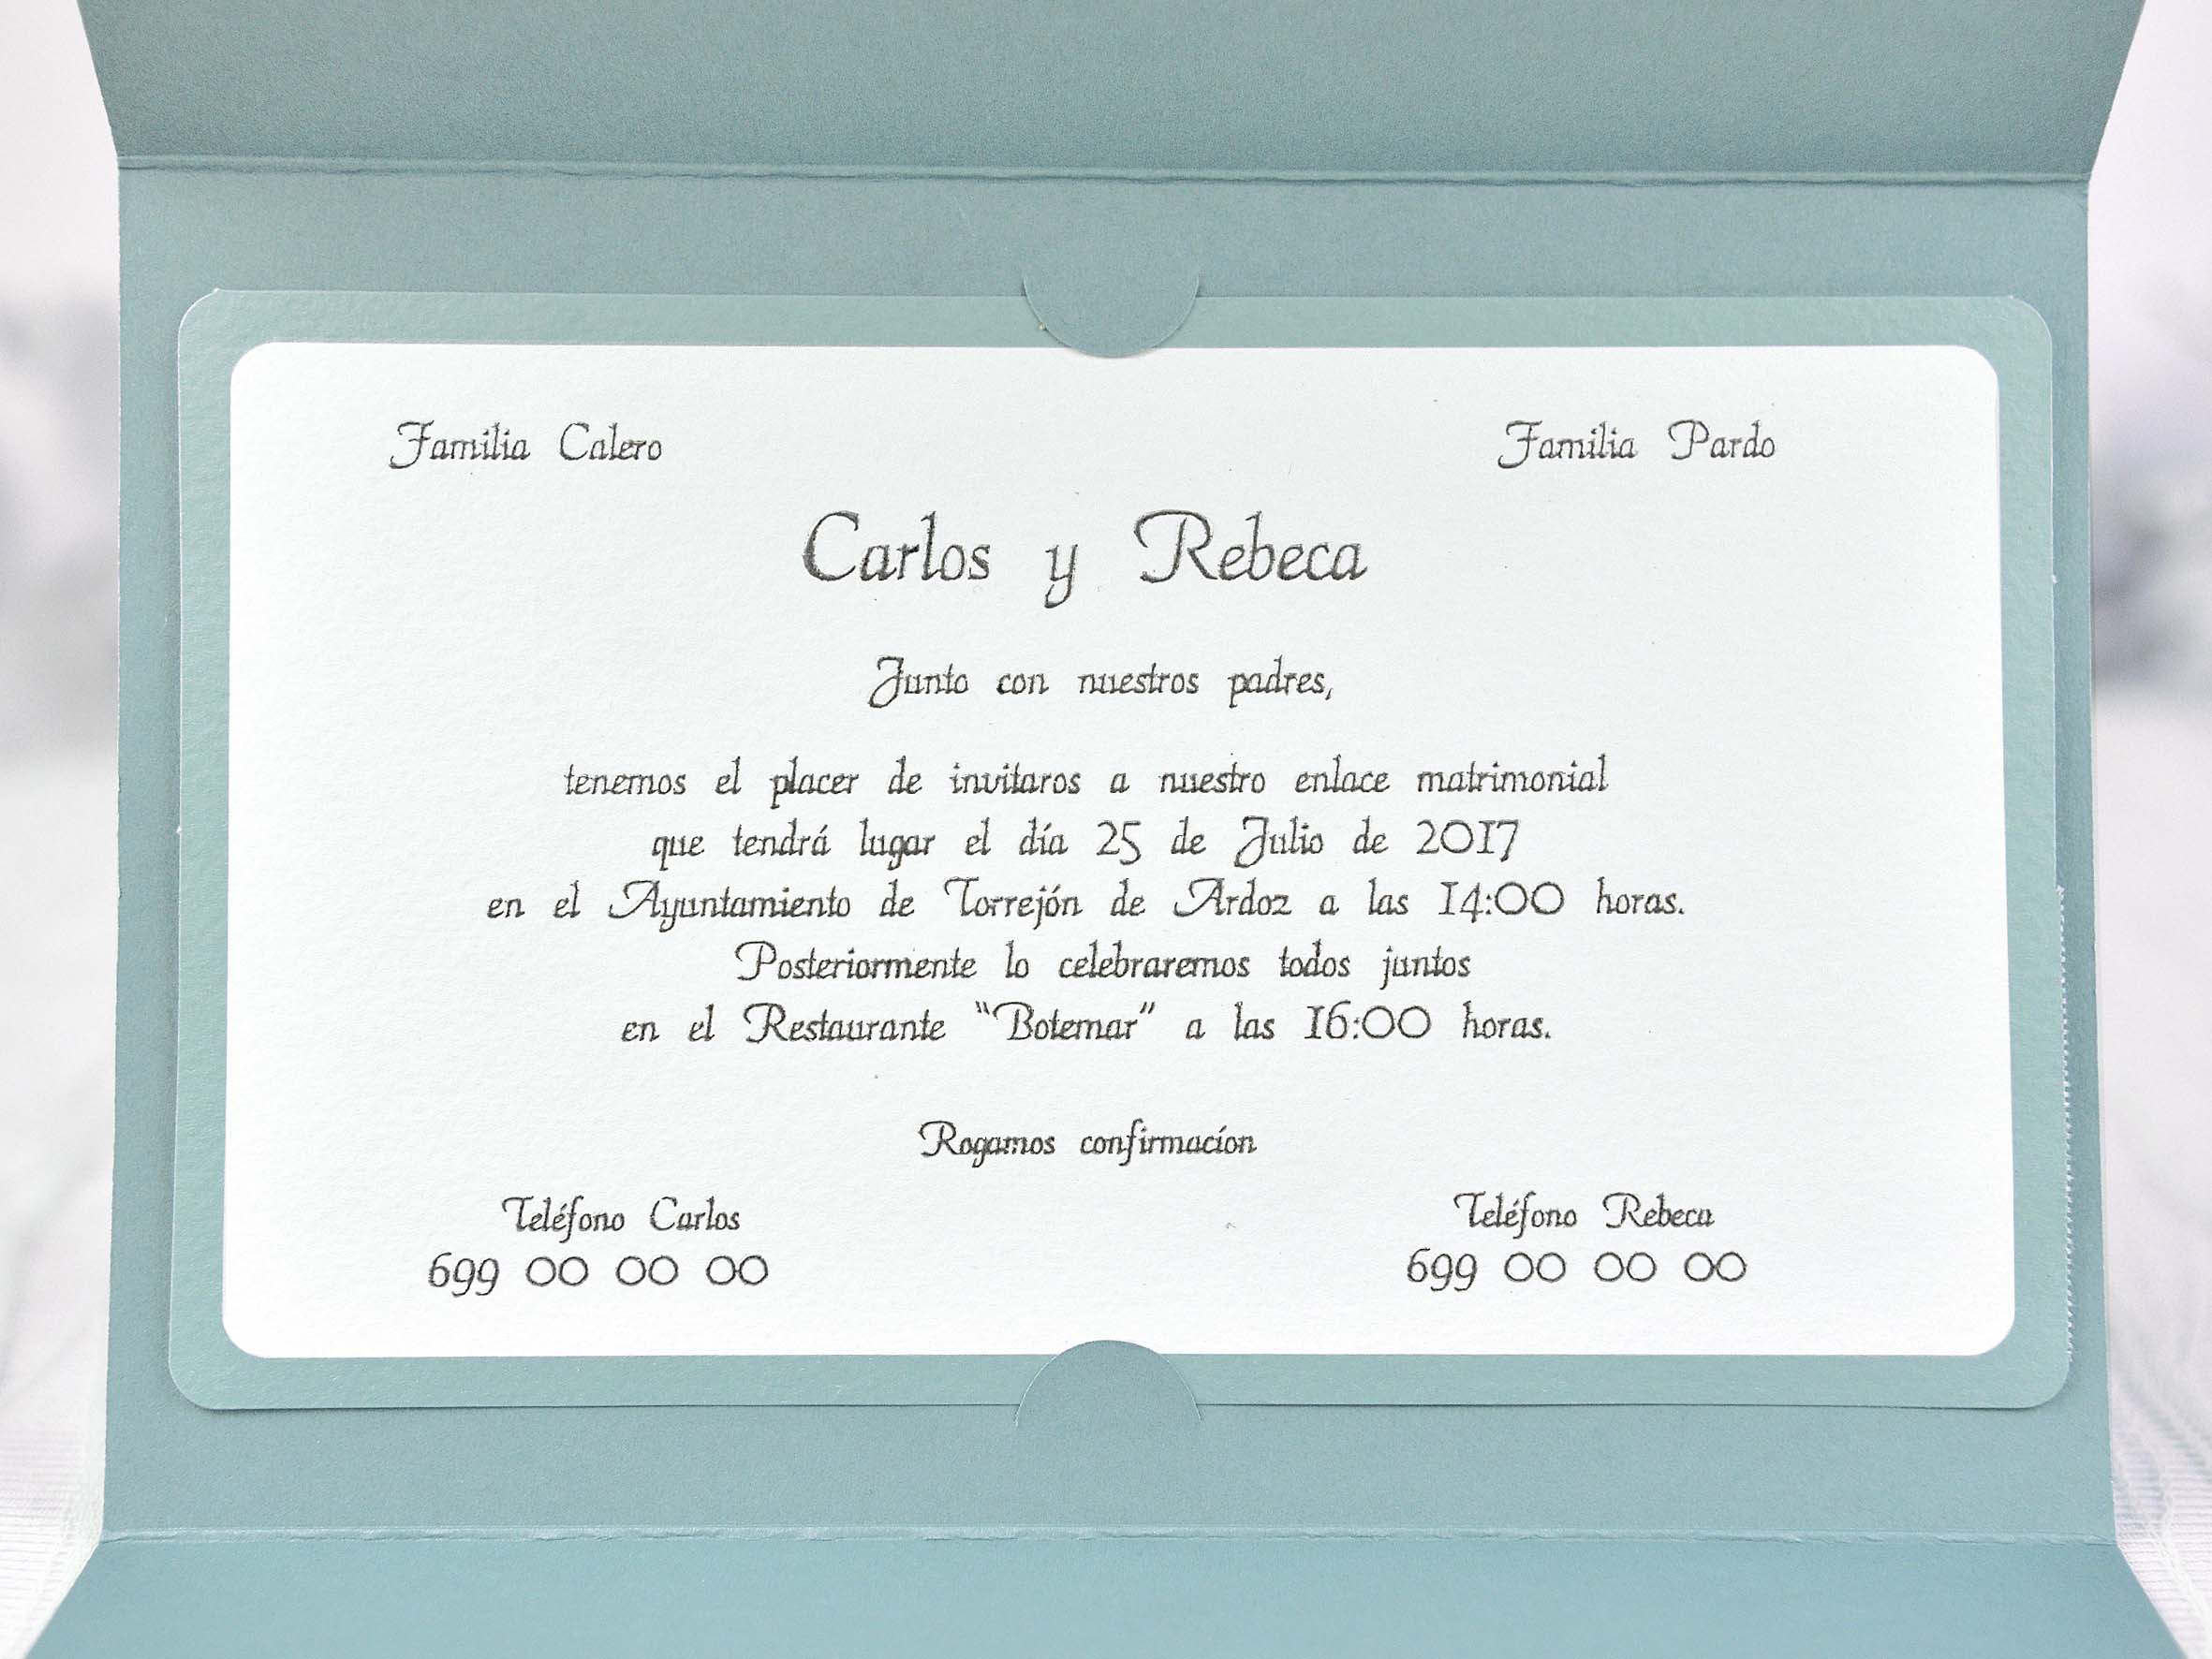 Familia Calero Familia Pardo
Carlos y Rebeca
Junto con nuestros padres,
tenemos el placer de invitaros a nuestro enlace matrimonial
que tendrá lugar el día 25 de Julio de 2017
en el Ayuntamiento de Torrejón de Ardoz a las 14:00 horas.
Posteriormente lo celebraremos todos juntos
en el Restaurante "Botemar" a las 16:00 horas.
Rogamos confirmacíon
Teléfono Carlos Teléfono Rebeca
699 00 00 00 699 00 00 00